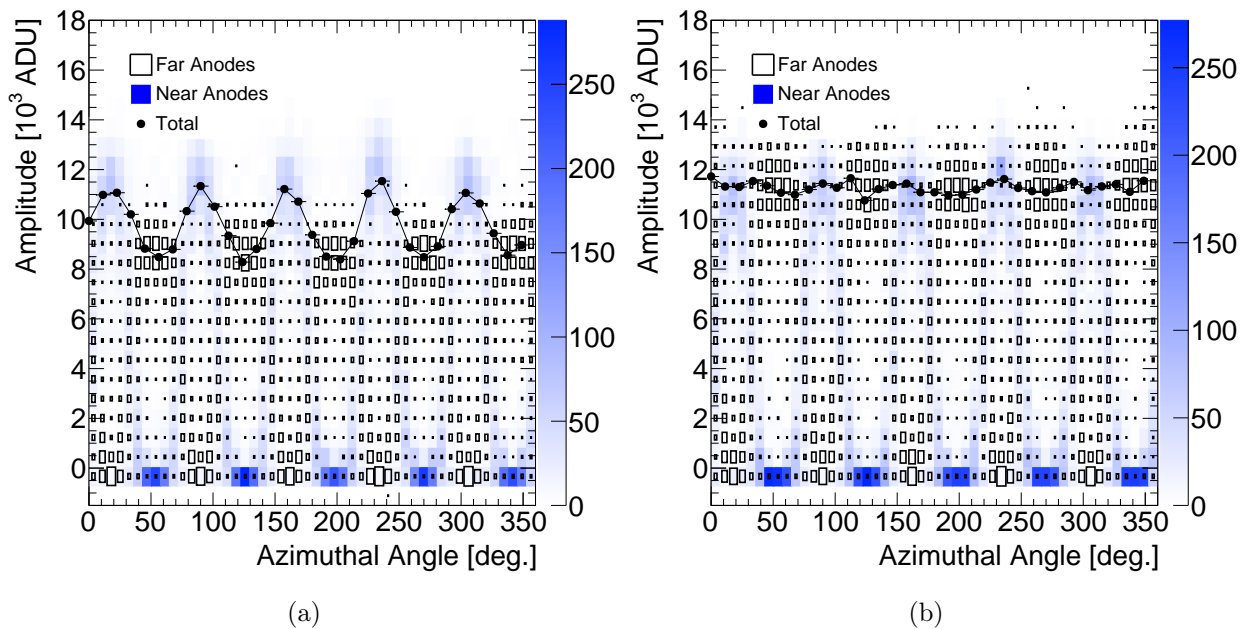 Amplitude [10³ ADU]
18
16
14
12
10
8
6
4
2
0
Far Anodes
Near Anodes
Total
250
200
150
100
50
0
0 50 100 150 200 250 300 350
Azimuthal Angle [deg.]
(a)
Amplitude [10³ ADU]
18
16
14
12
10
8
6
4
2
0
Far Anodes
Near Anodes
Total
250
200
150
100
50
0
0 50 100 150 200 250 300 350
Azimuthal Angle [deg.]
(b)